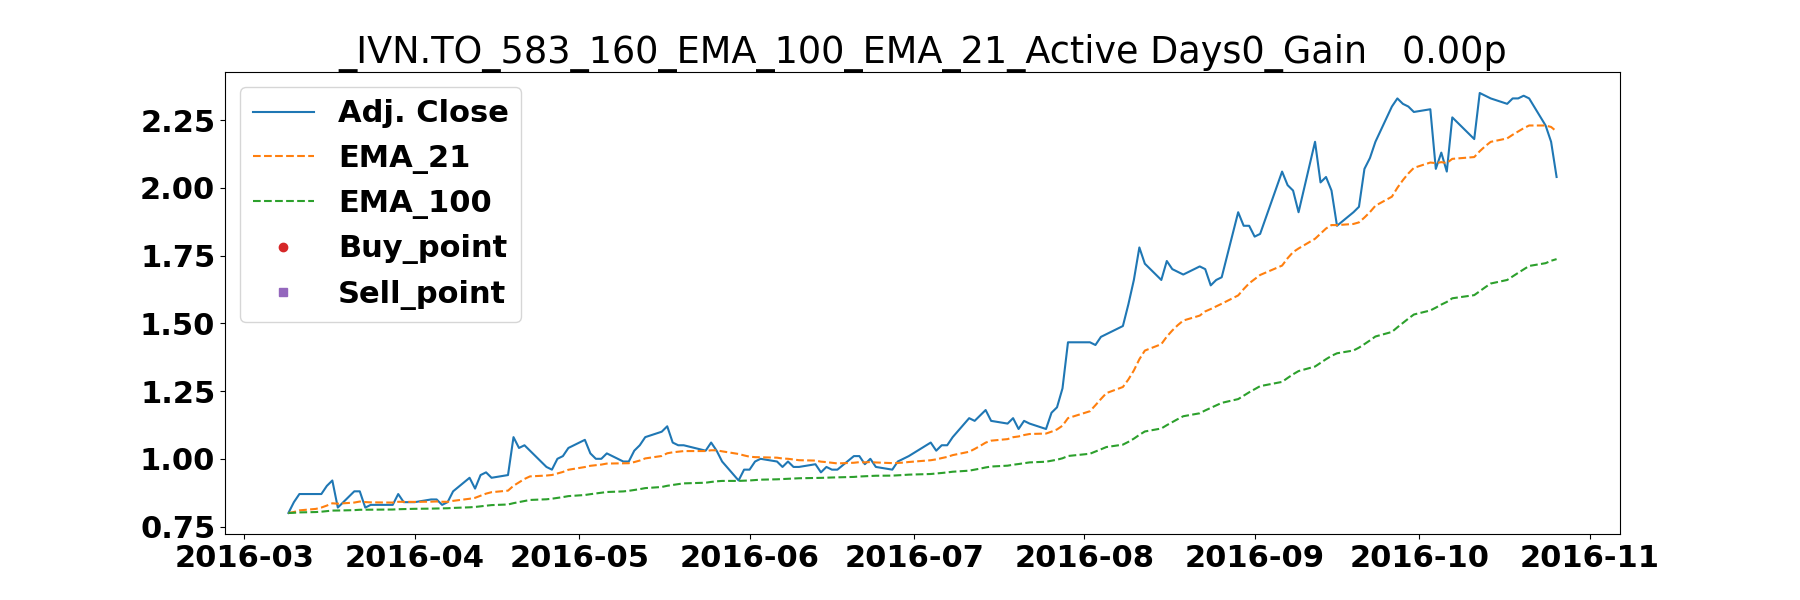 _IVN.TO_583_160_EMA_100_EMA_21_Active Days0_Gain   0.00p
Adj. Close
EMA_21
EMA_100
Buy_point
Sell_point
2.25
2.00
1.75
1.50
1.25
1.00
0.75
2016-03 2016-04 2016-05 2016-06 2016-07 2016-08 2016-09 2016-10 2016-11